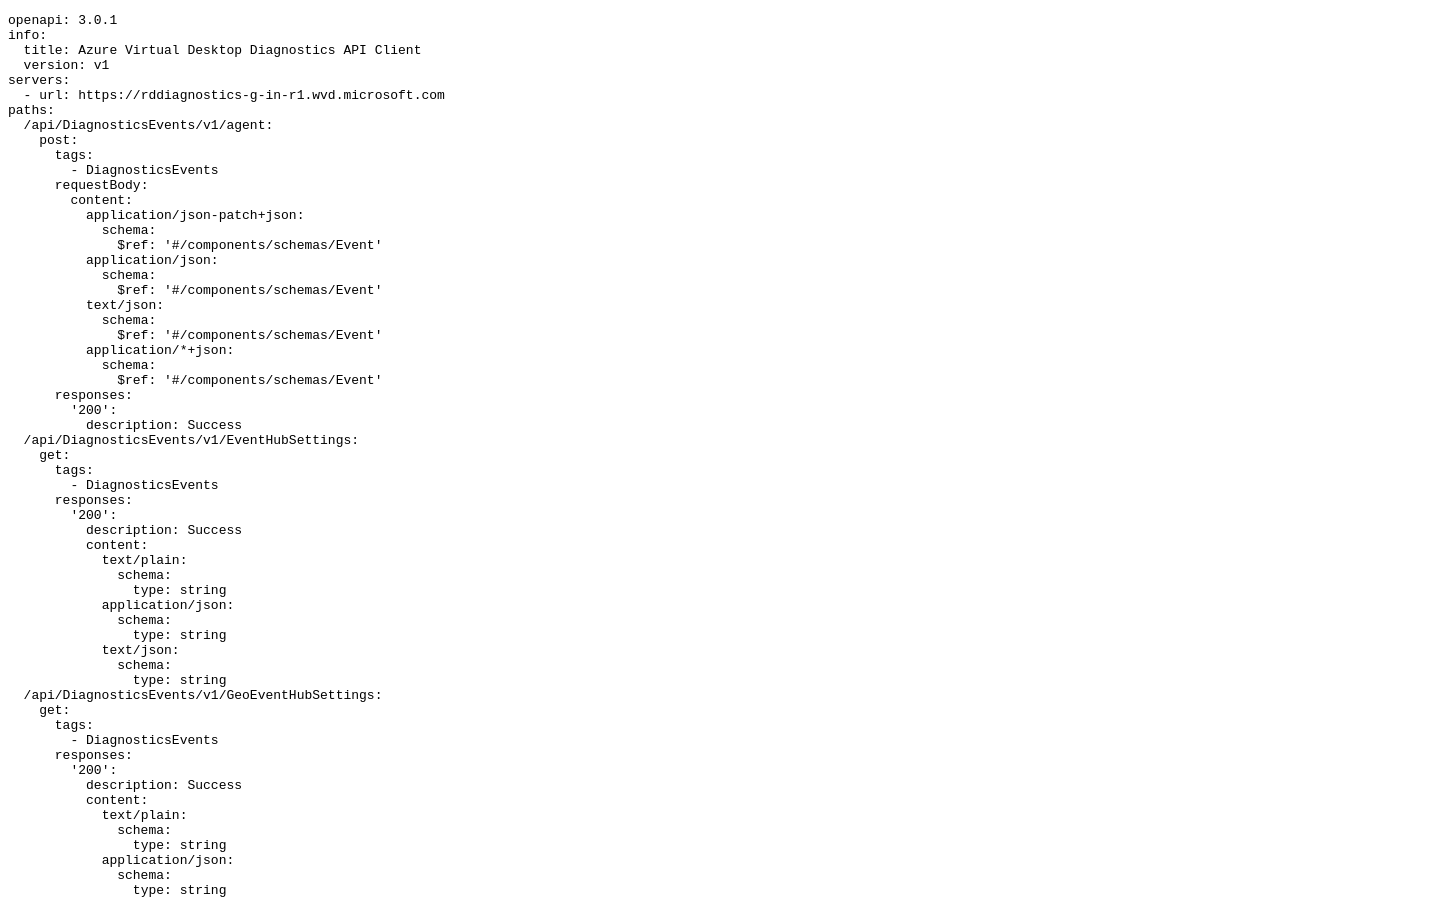 openapi: 3.0.1
info:
  title: Azure Virtual Desktop Diagnostics API Client
  version: v1
servers:
  - url: https://rddiagnostics-g-in-r1.wvd.microsoft.com
paths:
  /api/DiagnosticsEvents/v1/agent:
    post:
      tags:
        - DiagnosticsEvents
      requestBody:
        content:
          application/json-patch+json:
            schema:
              $ref: '#/components/schemas/Event'
          application/json:
            schema:
              $ref: '#/components/schemas/Event'
          text/json:
            schema:
              $ref: '#/components/schemas/Event'
          application/*+json:
            schema:
              $ref: '#/components/schemas/Event'
      responses:
        '200':
          description: Success
  /api/DiagnosticsEvents/v1/EventHubSettings:
    get:
      tags:
        - DiagnosticsEvents
      responses:
        '200':
          description: Success
          content:
            text/plain:
              schema:
                type: string
            application/json:
              schema:
                type: string
            text/json:
              schema:
                type: string
  /api/DiagnosticsEvents/v1/GeoEventHubSettings:
    get:
      tags:
        - DiagnosticsEvents
      responses:
        '200':
          description: Success
          content:
            text/plain:
              schema:
                type: string
            application/json:
              schema:
                type: string